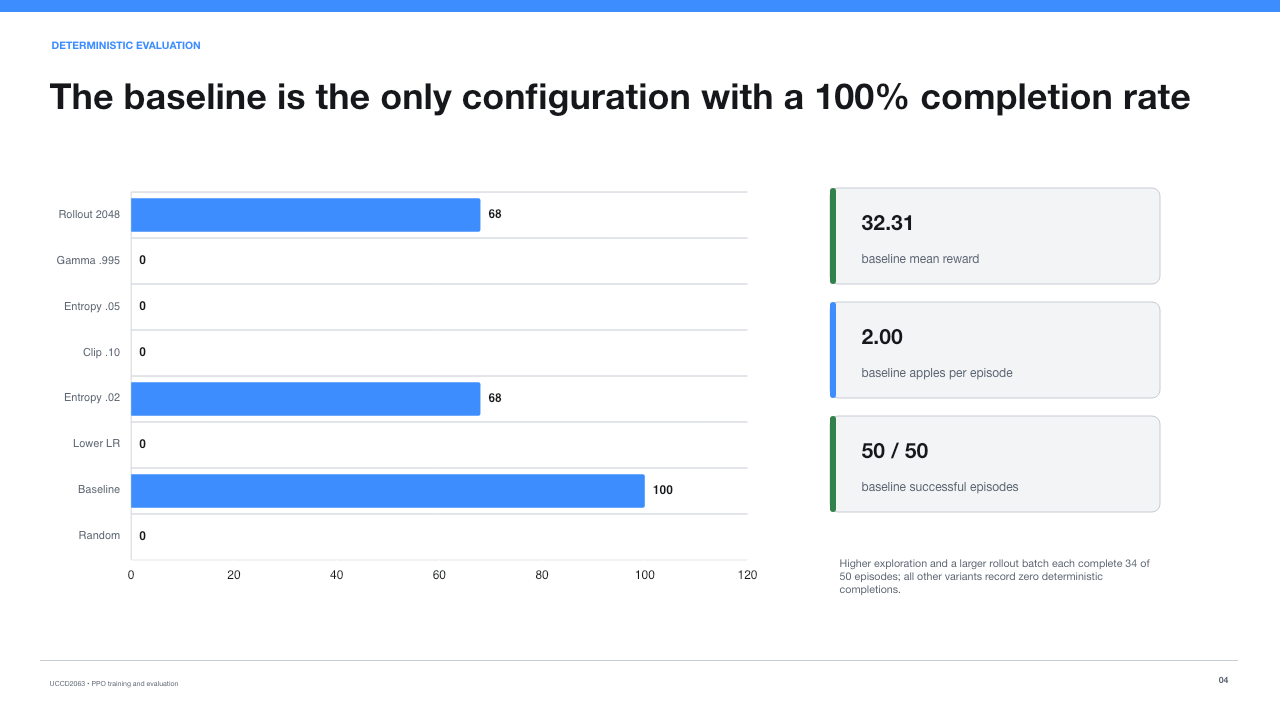 DETERMINISTIC EVALUATION
The baseline is the only configuration with a 100% completion rate
Rollout 2048
68
Gamma .995
0
Entropy .05
0
Clip .10
0
Entropy .02
68
Lower LR
0
Baseline
100
Random
0
0 20 40 60 80 100 120
32.31
baseline mean reward
2.00
baseline apples per episode
50 / 50
baseline successful episodes
Higher exploration and a larger rollout batch each complete 34 of
50 episodes; all other variants record zero deterministic
completions.
UCCD2063 • PPO training and evaluation
04